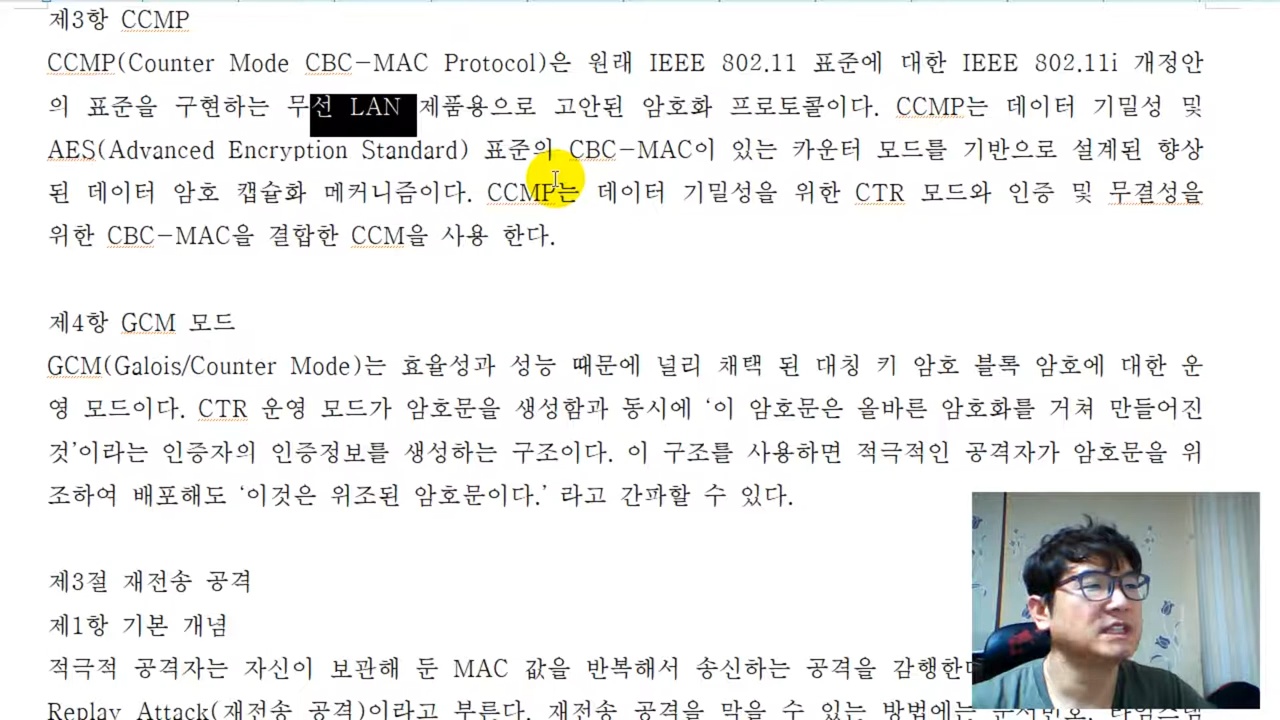 제3항 CCMP
CCMP(Counter Mode CBC-MAC Protocol)은 원래 IEEE 802.11 표준에 대한 IEEE 802.11i 개정안
의 표준을 구현하는 무선 LAN 제품용으로 고안된 암호화 프로토콜이다. CCMP는 데이터 기밀성 및
AES(Advanced Encryption Standard) 표준의 CBC-MAC이 있는 카운터 모드를 기반으로 설계된 향상
된 데이터 암호 캡슐화 메커니즘이다. CCMP는 데이터 기밀성을 위한 CTR 모드와 인증 및 무결성을
위한 CBC-MAC을 결합한 CCM을 사용 한다.
제4항 GCM 모드
GCM(Galois/Counter Mode)는 효율성과 성능 때문에 널리 채택 된 대칭 키 암호 블록 암호에 대한 운
영 모드이다. CTR 운영 모드가 암호문을 생성함과 동시에 ‘이 암호문은 올바른 암호화를 거쳐 만들어진
것’이라는 인증자의 인증정보를 생성하는 구조이다. 이 구조를 사용하면 적극적인 공격자가 암호문을 위
조하여 배포해도 ‘이것은 위조된 암호문이다.’ 라고 간파할 수 있다.
제3절 재전송 공격
제1항 기본 개념
적극적 공격자는 자신이 보관해 둔 MAC 값을 반복해서 송신하는 공격을
Replay Attack(재전송 공격)이라고 부른다. 재전송 공격을 막을 수 있는 방법에는